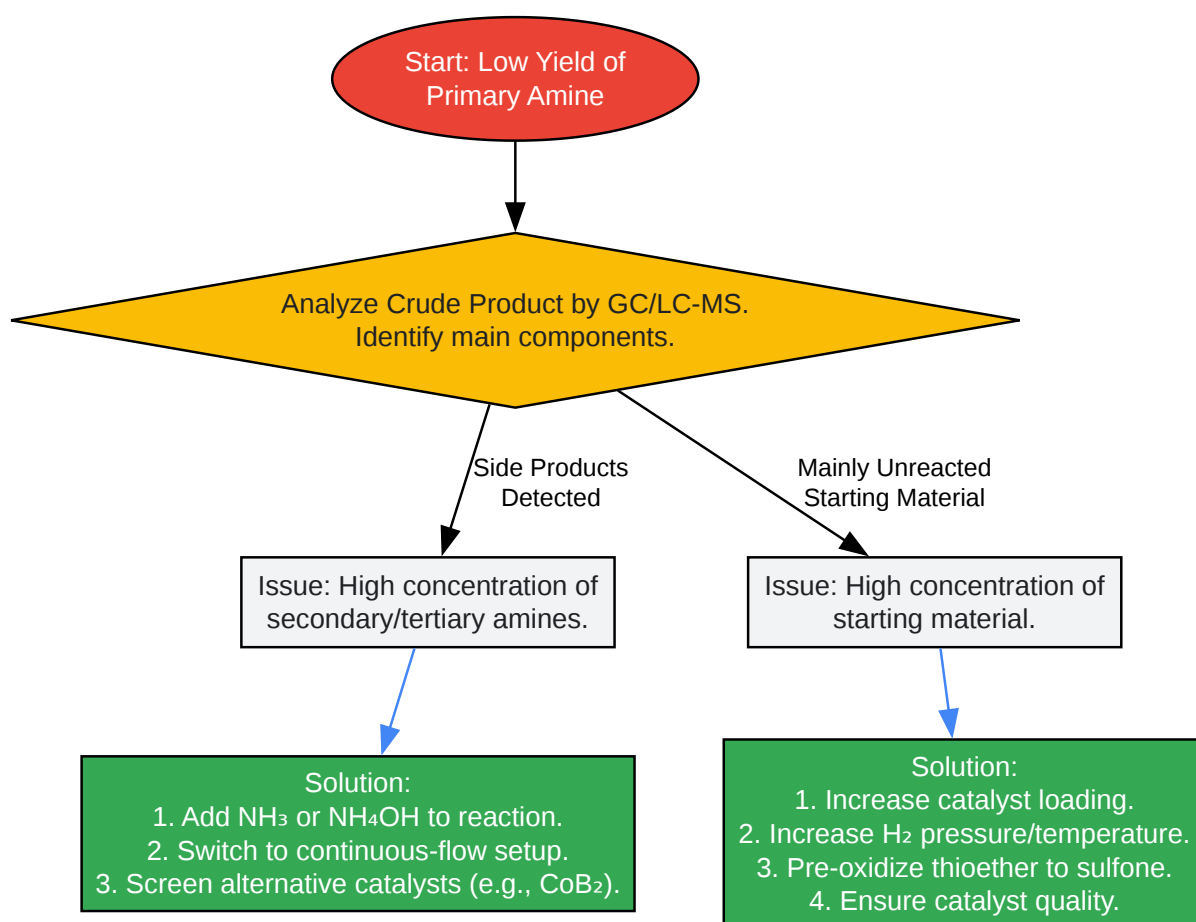 Start: Low Yield of
Primary Amine
Analyze Crude Product by GC/LC-MS.
Identify main components.
Side Products
Detected
Mainly Unreacted
Starting Material
Issue: High concentration of
secondary/tertiary amines.
Issue: High concentration of
starting material.
Solution:
1. Add NH₃ or NH₄OH to reaction.
2. Switch to continuous-flow setup.
3. Screen alternative catalysts (e.g., CoB₂).
Solution:
1. Increase catalyst loading.
2. Increase H₂ pressure/temperature.
3. Pre-oxidize thioether to sulfone.
4. Ensure catalyst quality.